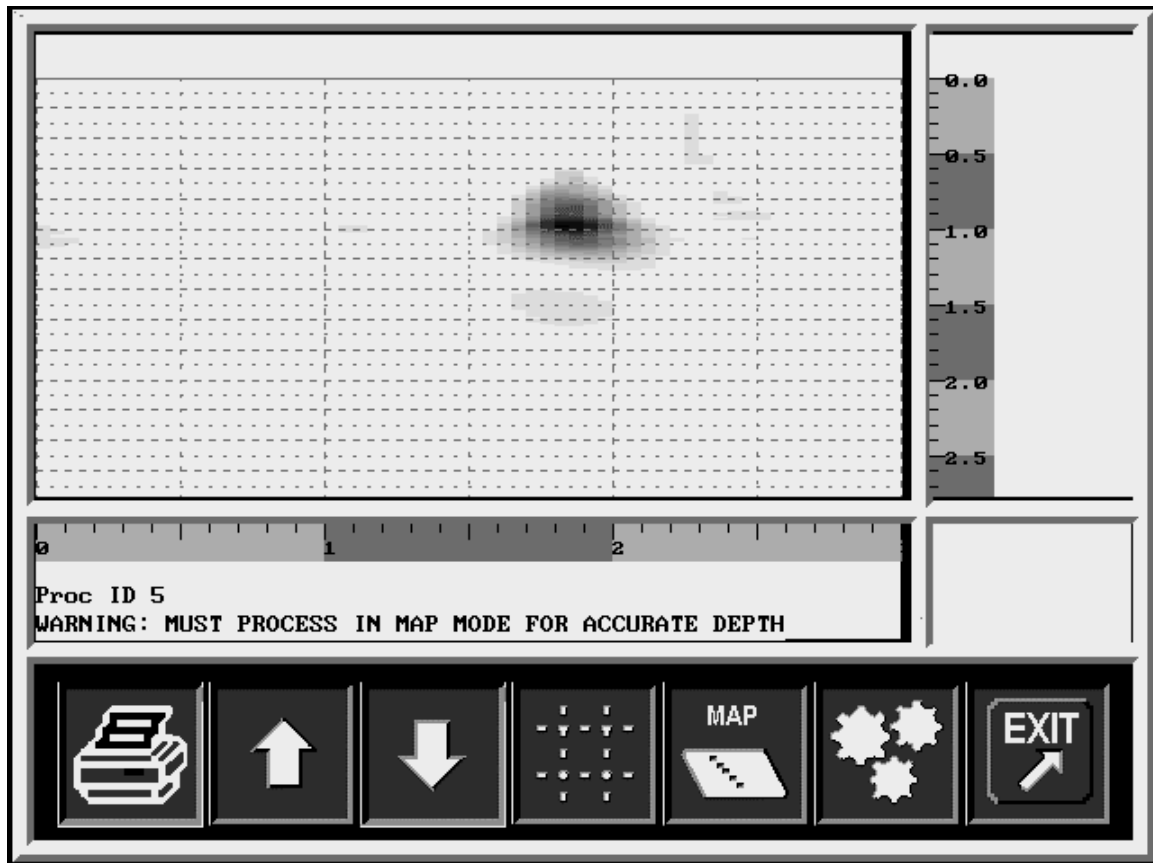 0.0
0.5
1.0
1.5
2.0
2.5
0 1 2
Proc ID 5
WARNING: MUST PROCESS IN MAP MODE FOR ACCURATE DEPTH
MAP
EXIT